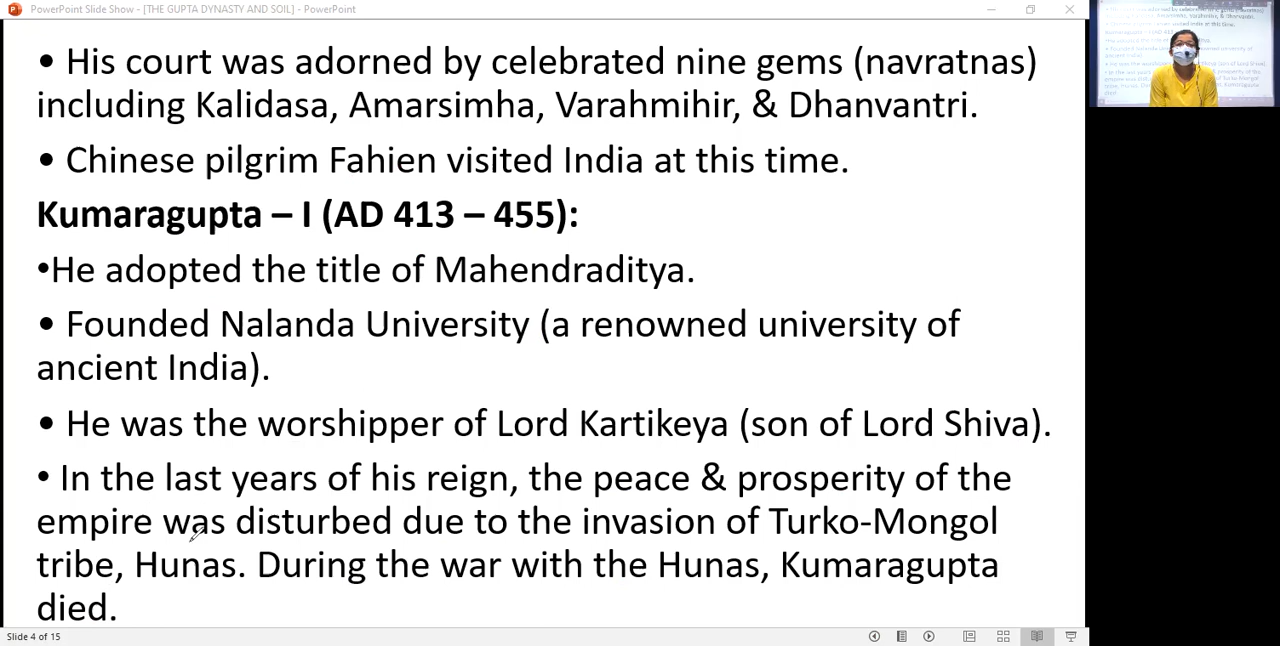 PowerPoint Slide Show - [THE GUPTA DYNASTY AND SOIL] - PowerPoint
• His court was adorned by celebrated nine gems (navratnas)
including Kalidasa, Amarsimha, Varahmihir, & Dhanvantri.
• Chinese pilgrim Fahien visited India at this time.
Kumaragupta – I (AD 413 – 455):
•He adopted the title of Mahendraditya.
• Founded Nalanda University (a renowned university of
ancient India).
• He was the worshipper of Lord Kartikeya (son of Lord Shiva).
• In the last years of his reign, the peace & prosperity of the
empire was disturbed due to the invasion of Turko-Mongol
tribe, Hunas. During the war with the Hunas, Kumaragupta
died.
Slide 4 of 15